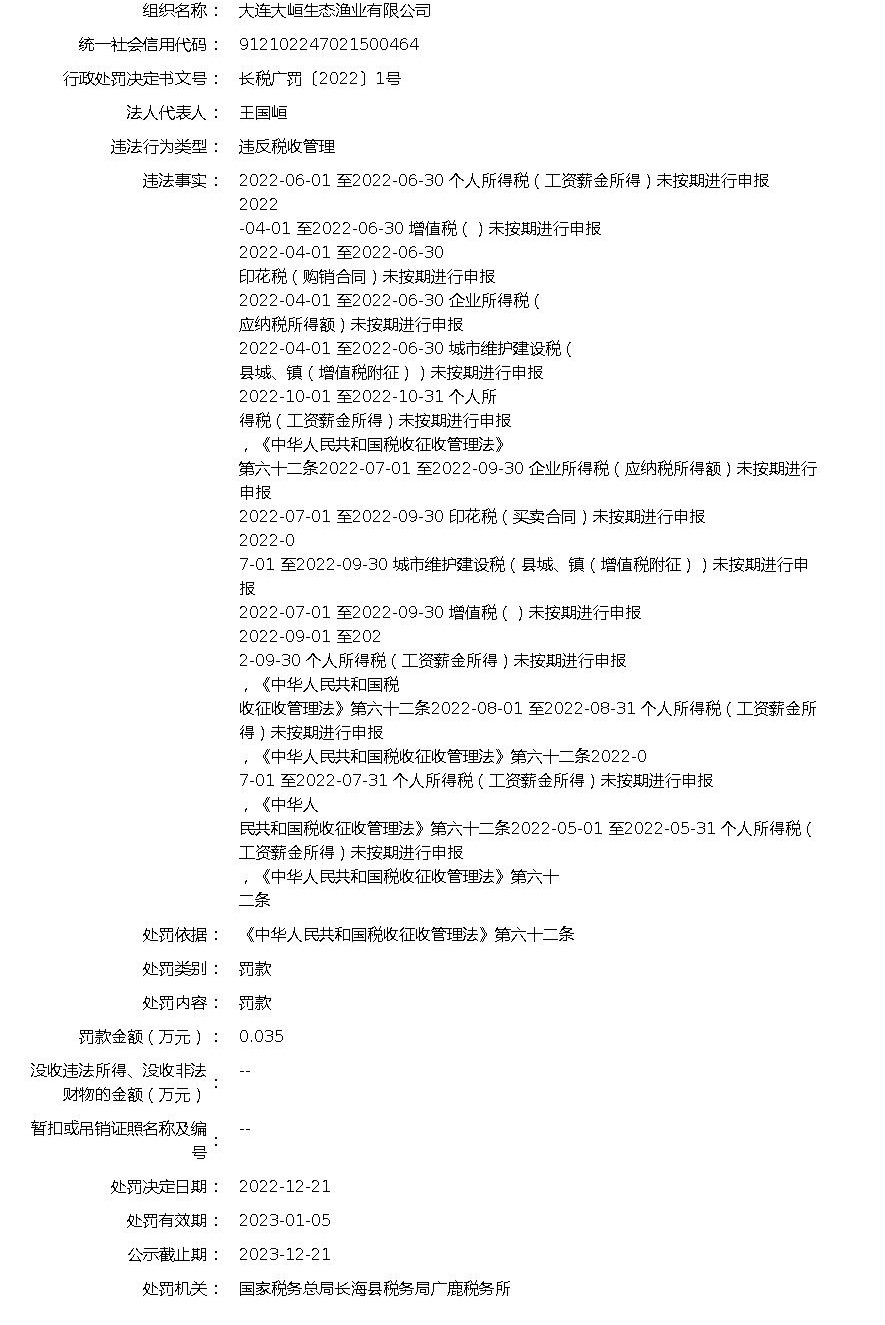 组织名称： 大连大峘生态渔业有限公司
统一社会信用代码： 912102247021500464
行政处罚决定书文号： 长税广罚〔2022〕1号
法人代表人： 王国峘
违法行为类型： 违反税收管理
违法事实： 2022-06-01 至2022-06-30 个人所得税（工资薪金所得）未按期进行申报
2022
-04-01 至2022-06-30 增值税（ ）未按期进行申报
2022-04-01 至2022-06-30
印花税（购销合同）未按期进行申报
2022-04-01 至2022-06-30 企业所得税（
应纳税所得额）未按期进行申报
2022-04-01 至2022-06-30 城市维护建设税（
县城、镇（增值税附征））未按期进行申报
2022-10-01 至2022-10-31 个人所
得税（工资薪金所得）未按期进行申报
，《中华人民共和国税收征收管理法》
第六十二条2022-07-01 至2022-09-30 企业所得税（应纳税所得额）未按期进行
申报
2022-07-01 至2022-09-30 印花税（买卖合同）未按期进行申报
2022-0
7-01 至2022-09-30 城市维护建设税（县城、镇（增值税附征））未按期进行申
报
2022-07-01 至2022-09-30 增值税（ ）未按期进行申报
2022-09-01 至202
2-09-30 个人所得税（工资薪金所得）未按期进行申报
，《中华人民共和国税
收征收管理法》第六十二条2022-08-01 至2022-08-31 个人所得税（工资薪金所
得）未按期进行申报
，《中华人民共和国税收征收管理法》第六十二条2022-0
7-01 至2022-07-31 个人所得税（工资薪金所得）未按期进行申报
，《中华人
民共和国税收征收管理法》第六十二条2022-05-01 至2022-05-31 个人所得税（
工资薪金所得）未按期进行申报
，《中华人民共和国税收征收管理法》第六十
二条
处罚依据： 《中华人民共和国税收征收管理法》第六十二条
处罚类别： 罚款
处罚内容： 罚款
罚款金额（万元）： 0.035
没收违法所得、没收非法
财物的金额（万元）： --
暂扣或吊销证照名称及编
号： --
处罚决定日期： 2022-12-21
处罚有效期： 2023-01-05
公示截止期： 2023-12-21
处罚机关： 国家税务总局长海县税务局广鹿税务所